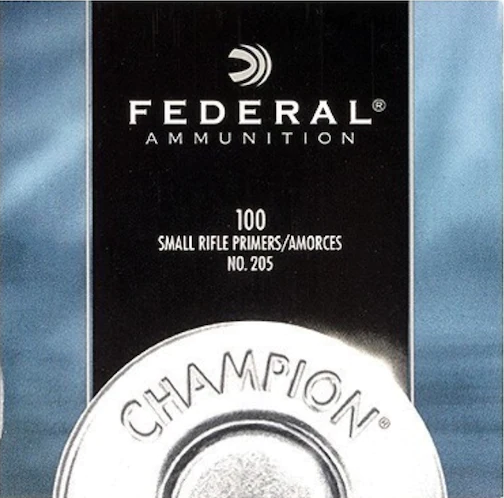 FEDERAL®
AMMUNITION
100
SMALL RIFLE PRIMERS/AMORCES
NO. 205
CHAMPION®